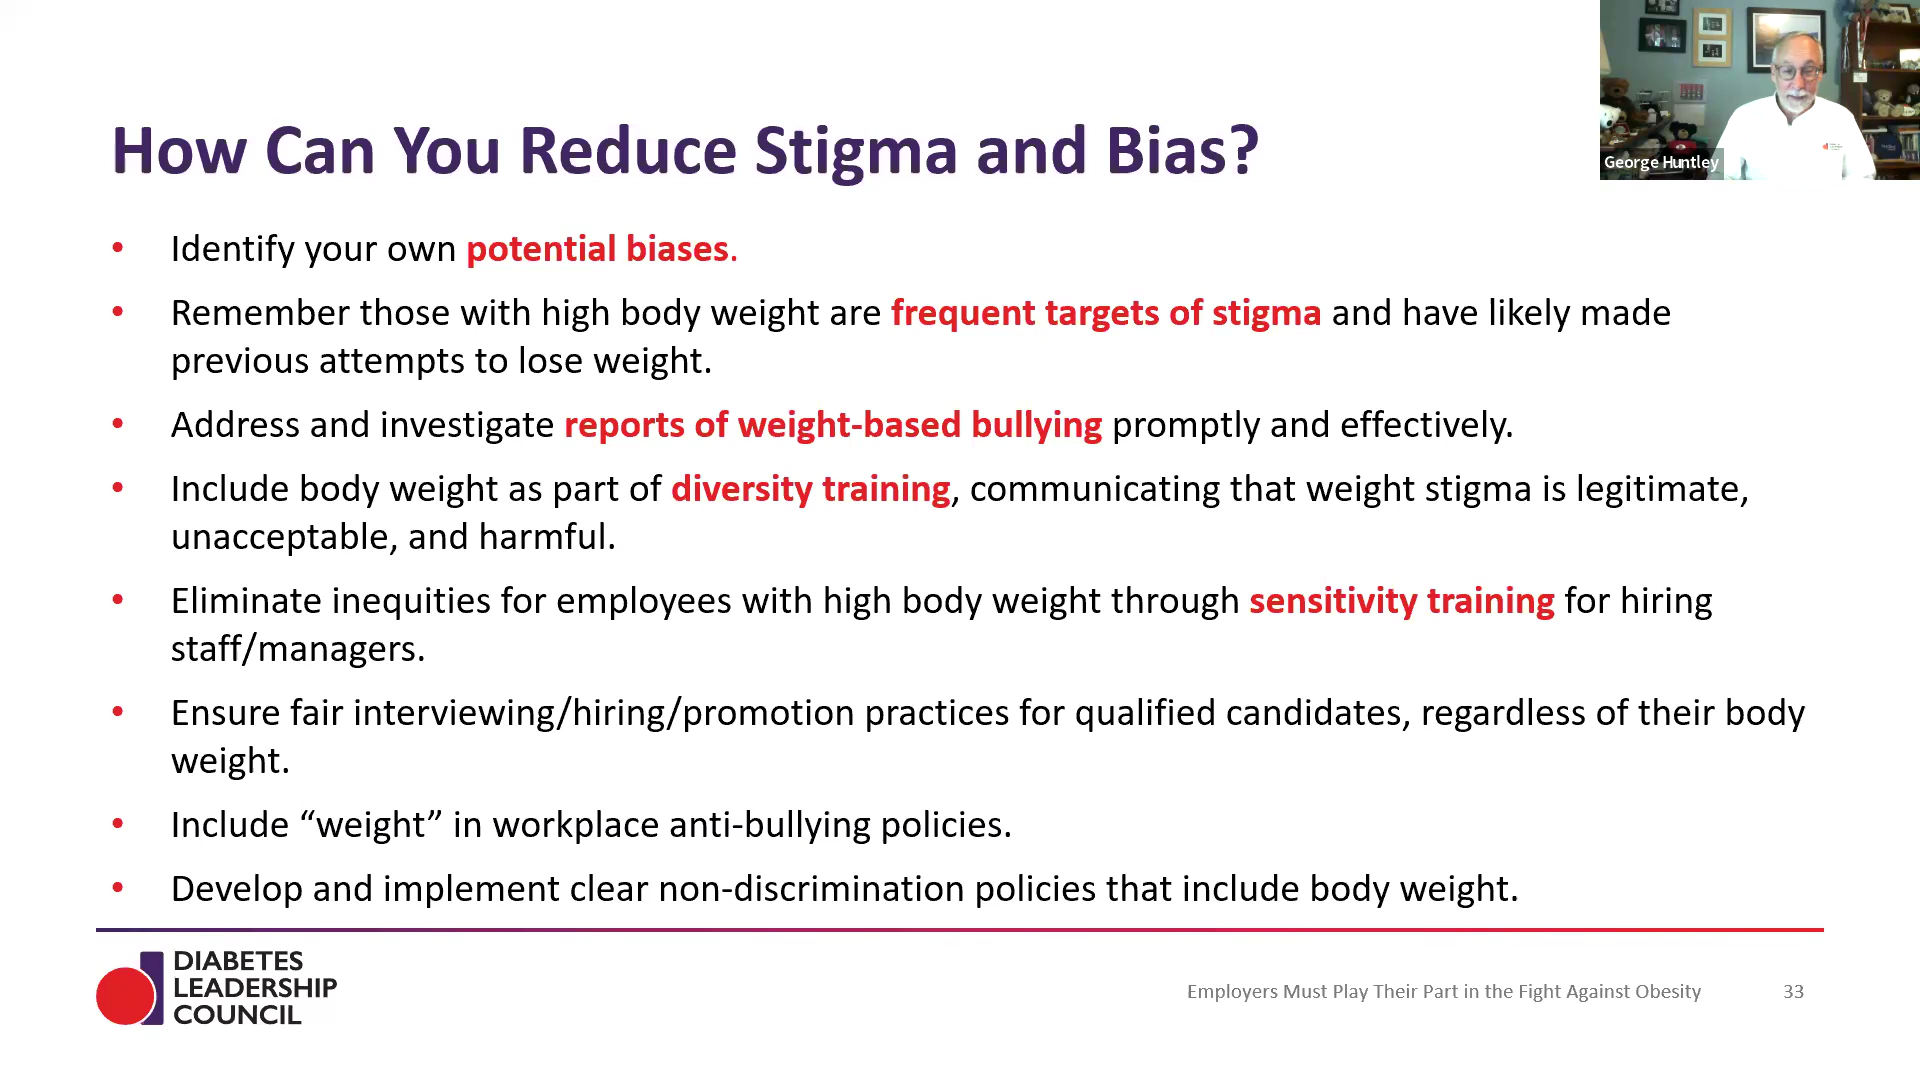 How Can You Reduce Stigma and Bias?
George Huntley
• Identify your own potential biases.
• Remember those with high body weight are frequent targets of stigma and have likely made
previous attempts to lose weight.
• Address and investigate reports of weight-based bullying promptly and effectively.
• Include body weight as part of diversity training, communicating that weight stigma is legitimate,
unacceptable, and harmful.
• Eliminate inequities for employees with high body weight through sensitivity training for hiring
staff/managers.
• Ensure fair interviewing/hiring/promotion practices for qualified candidates, regardless of their body
weight.
• Include “weight” in workplace anti-bullying policies.
• Develop and implement clear non-discrimination policies that include body weight.
DIABETES
LEADERSHIP
COUNCIL
Employers Must Play Their Part in the Fight Against Obesity 33